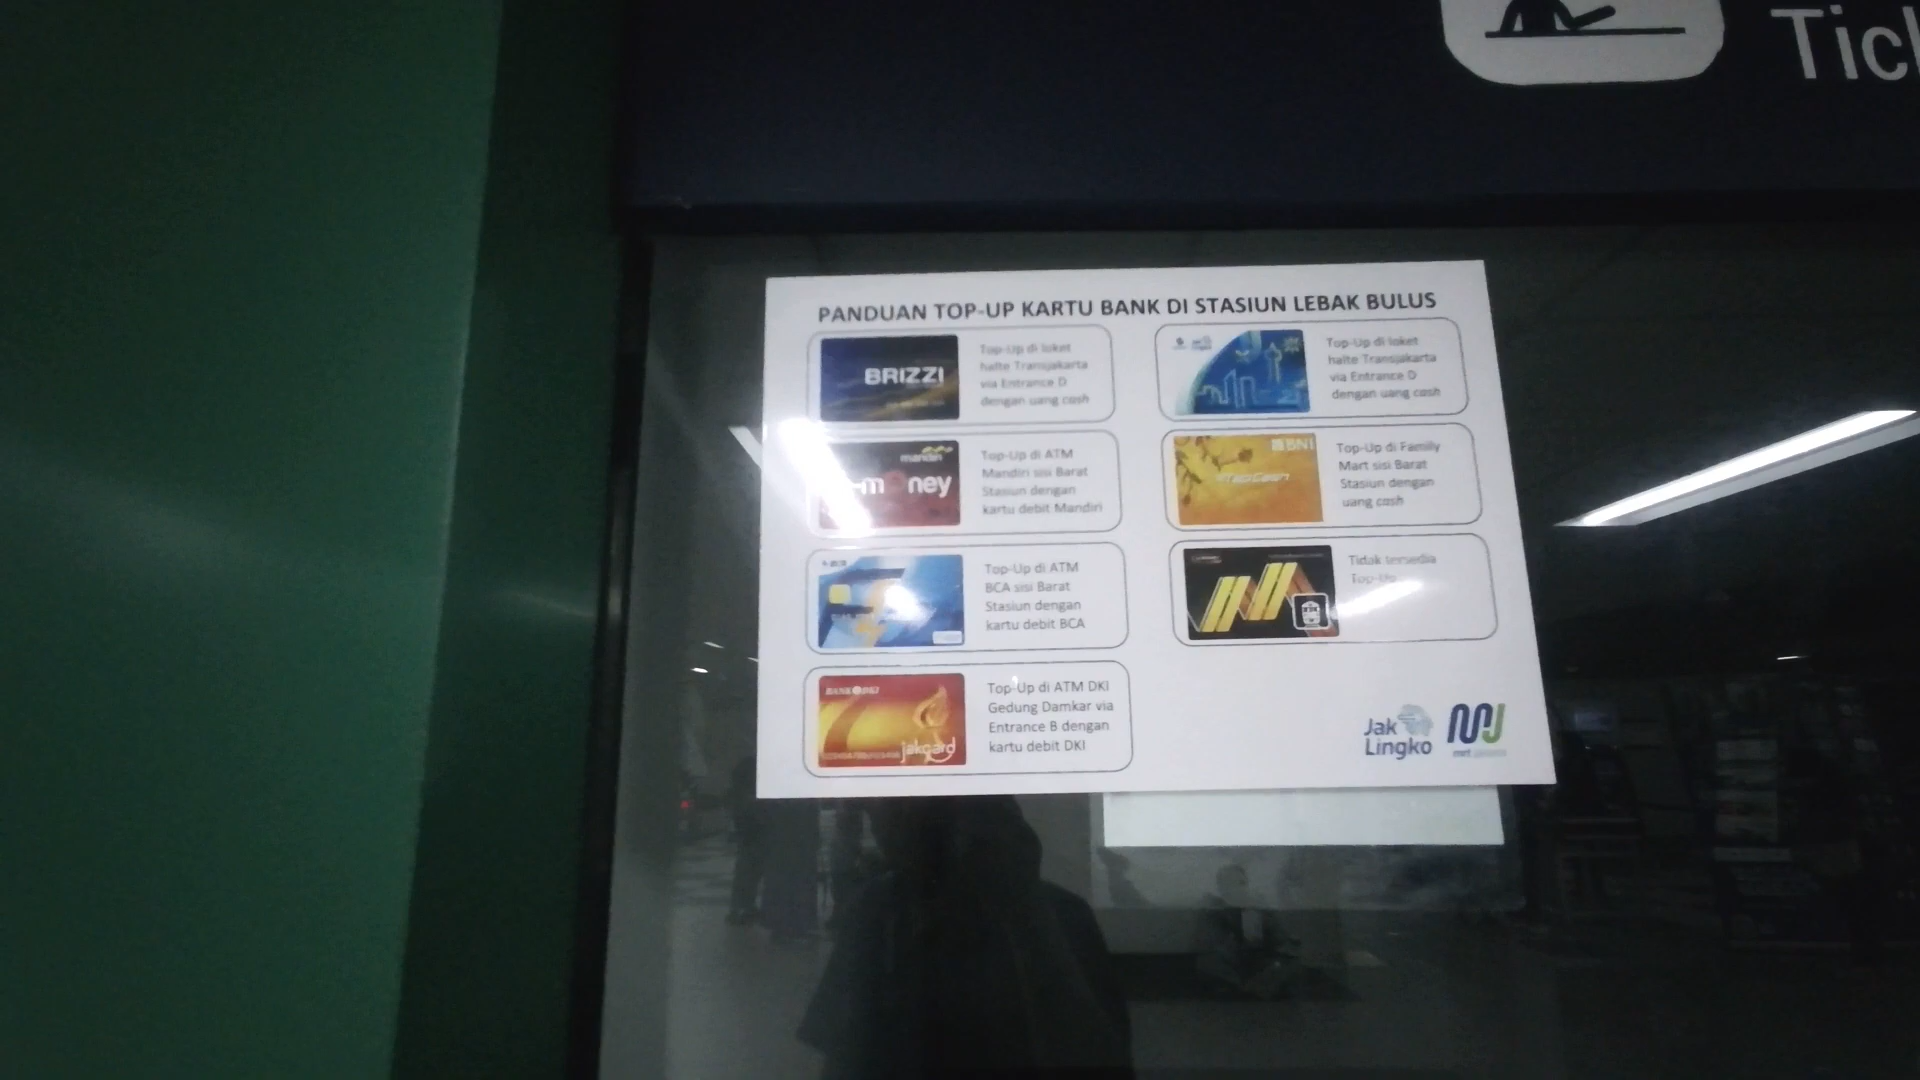 Tick
PANDUAN TOP-UP KARTU BANK DI STASIUN LEBAK BULUS
BRIZZI
Top-Up di loket
halte Transjakarta
via Entrance D
dengan uang cash
Top-Up di loket
halte Transjakarta
via Entrance D
dengan uang cash
mandiri
money
Top-Up di ATM
Mandiri sisi Barat
Stasiun dengan
kartu debit Mandiri
BNI
TapCash
Top-Up di Family
Mart sisi Barat
Stasiun dengan
uang cash
Top-Up di ATM
BCA sisi Barat
Stasiun dengan
kartu debit BCA
Tidak tersedia
Top-Up
BANK DKI
jakcard
Top-Up di ATM DKI
Gedung Damkar via
Entrance B dengan
kartu debit DKI
Jak
Lingko
mrt jakarta